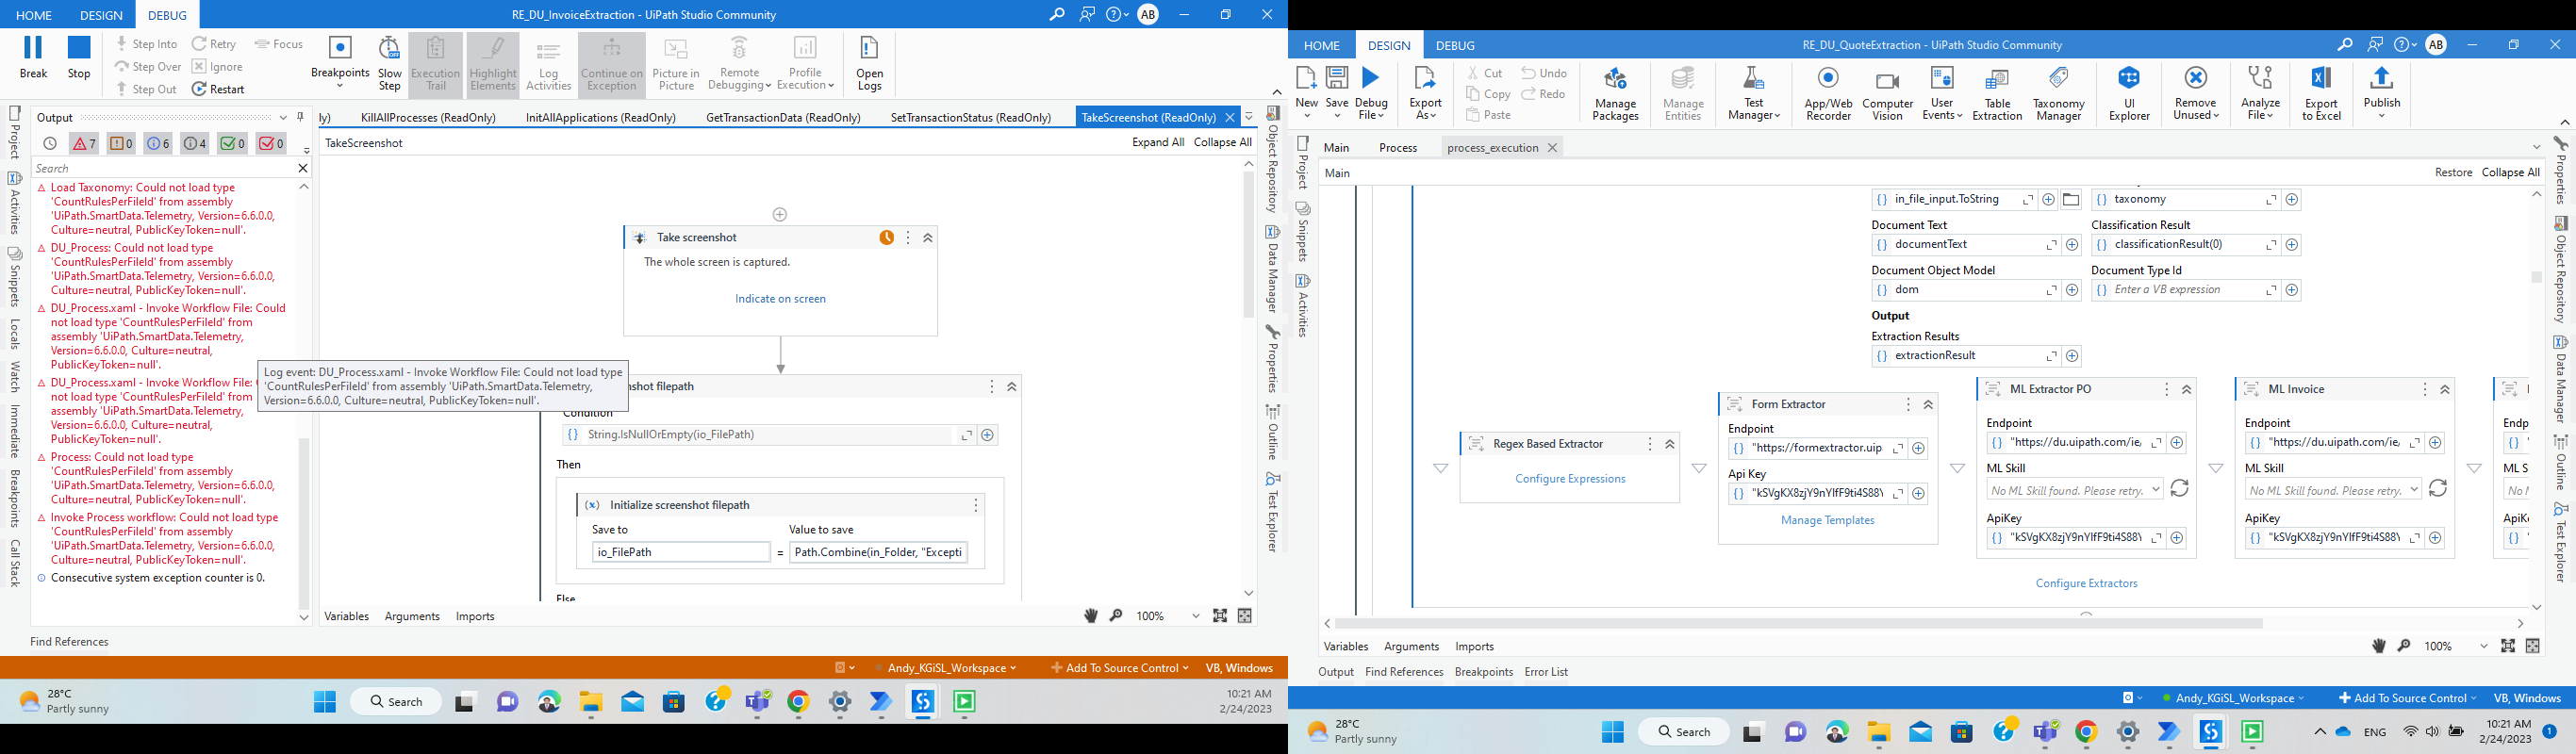 HOME DESIGN DEBUG RE_DU_InvoiceExtraction - UiPath Studio Community AB
Break
Stop
Step Into Retry Focus
Step Over Ignore
Step Out Restart
Breakpoints
Slow Step
Execution Trail
Highlight Elements
Log Activities
Continue on Exception
Picture in Picture
Remote Debugging
Profile Execution
Open Logs
Project
Activities
Snippets
Locals
Watch
Immediate
Breakpoints
Call Stack
Output
7 0 6 4 0 0
Search
Load Taxonomy: Could not load type
'CountRulesPerFileId' from assembly
'UiPath.SmartData.Telemetry, Version=6.6.0.0,
Culture=neutral, PublicKeyToken=null'.
DU_Process: Could not load type
'CountRulesPerFileId' from assembly
'UiPath.SmartData.Telemetry, Version=6.6.0.0,
Culture=neutral, PublicKeyToken=null'.
DU_Process.xaml - Invoke Workflow File: Could
not load type 'CountRulesPerFileId' from
assembly 'UiPath.SmartData.Telemetry,
Version=6.6.0.0, Culture=neutral,
PublicKeyToken=null'.
DU_Process.xaml - Invoke Workflow File:
not load type 'CountRulesPerFileId' from
assembly 'UiPath.SmartData.Telemetry,
Version=6.6.0.0, Culture=neutral,
PublicKeyToken=null'.
Process: Could not load type
'CountRulesPerFileId' from assembly
'UiPath.SmartData.Telemetry, Version=6.6.0.0,
Culture=neutral, PublicKeyToken=null'.
Invoke Process workflow: Could not load type
'CountRulesPerFileId' from assembly
'UiPath.SmartData.Telemetry, Version=6.6.0.0,
Culture=neutral, PublicKeyToken=null'.
Consecutive system exception counter is 0.
Find References
Log event: DU_Process.xaml - Invoke Workflow File: Could not load type
'CountRulesPerFileId' from assembly 'UiPath.SmartData.Telemetry,
Version=6.6.0.0, Culture=neutral, PublicKeyToken=null'.
ly) KillAllProcesses (ReadOnly) InitAllApplications (ReadOnly) GetTransactionData (ReadOnly) SetTransactionStatus (ReadOnly) TakeScreenshot (ReadOnly)
TakeScreenshot Expand All Collapse All
Take screenshot
The whole screen is captured.
Indicate on screen
shot filepath
Condition
String.IsNullOrEmpty(io_FilePath)
Then
Initialize screenshot filepath
Save to Value to save
io_FilePath = Path.Combine(in_Folder, "Excepti
Else
Variables Arguments Imports 100%
Object Repository
Data Manager
Properties
Outline
Test Explorer
Andy_KGiSL_Workspace Add To Source Control VB, Windows
28°C
Partly sunny
Search
10:21 AM
2/24/2023
HOME DESIGN DEBUG RE_DU_QuoteExtraction - UiPath Studio Community AB
New
Save
Debug File
Export As
Cut Undo
Copy Redo
Paste
Manage Packages
Manage Entities
Test Manager
App/Web Recorder
Computer Vision
User Events
Table Extraction
Taxonomy Manager
UI Explorer
Remove Unused
Analyze File
Export to Excel
Publish
Project
Snippets
Activities
Main Process process_execution
Main Restore Collapse All
in_file_input.ToString taxonomy
Document Text Classification Result
documentText classificationResult(0)
Document Object Model Document Type Id
dom Enter a VB expression
Output
Extraction Results
extractionResult
Regex Based Extractor
Configure Expressions
Form Extractor
Endpoint
"https://formextractor.uip
Api Key
"kSVgKX8zjY9nYIfF9ti4S88Y
Manage Templates
ML Extractor PO
Endpoint
"https://du.uipath.com/ie,
ML Skill
No ML Skill found. Please retry.
ApiKey
"kSVgKX8zjY9nYIfF9ti4S88Y
ML Invoice
Endpoint
"https://du.uipath.com/ie,
ML Skill
No ML Skill found. Please retry.
ApiKey
"kSVgKX8zjY9nYIfF9ti4S88Y
Endp
ML S
No
ApiK
Configure Extractors
Variables Arguments Imports 100%
Output Find References Breakpoints Error List
Properties
Object Repository
Data Manager
Outline
Test Explorer
Andy_KGiSL_Workspace Add To Source Control VB, Windows
28°C
Partly sunny
Search
ENG
10:21 AM
2/24/2023
1